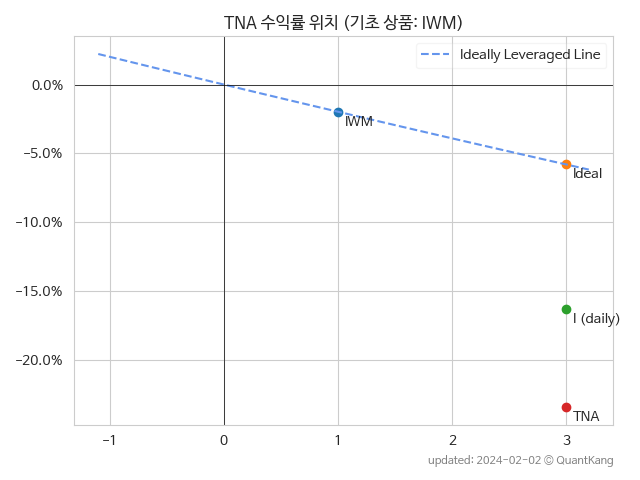 TNA 수익률 위치 (기초 상품: IWM)
Ideally Leveraged Line
0.0%
−5.0%
−10.0%
−15.0%
−20.0%
IWM
Ideal
I (daily)
TNA
−1
0
1
2
3
updated: 2024-02-02 © QuantKang